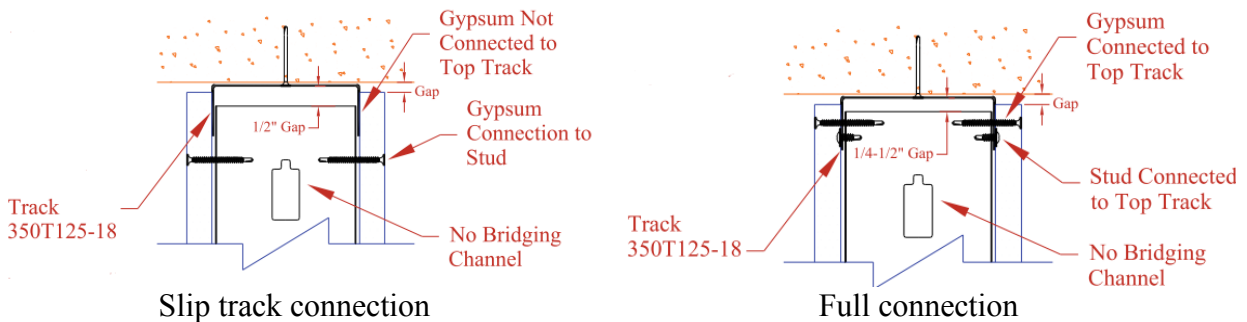 Gypsum Not
Connected to
Top Track
Gap
1/2" Gap
Gypsum
Connection to
Stud
Track
350T125-18
No Bridging
Channel
Slip track connection
Gypsum
Connected to
Top Track
Gap
1/4-1/2" Gap
Stud Connected
to Top Track
Track
350T125-18
No Bridging
Channel
Full connection